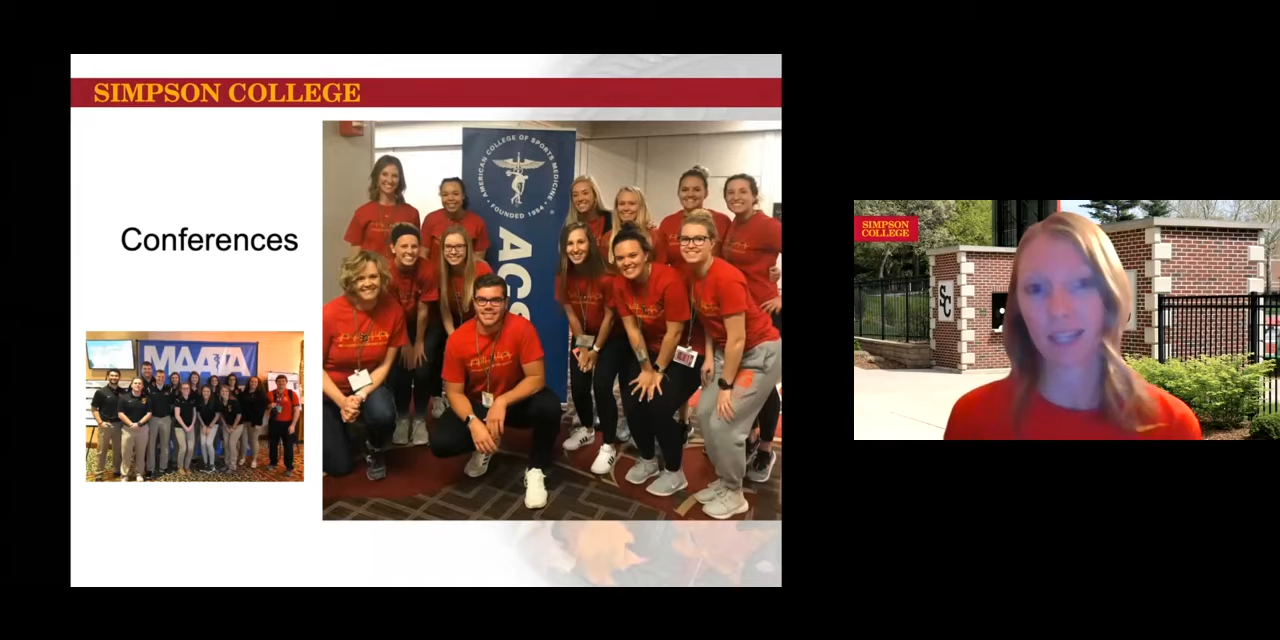 SIMPSON COLLEGE
Conferences
AMERICAN COLLEGE OF SPORTS MEDICINE
• FOUNDED 1954 •
ACS
MAATA
SIMPSON
COLLEGE
SC